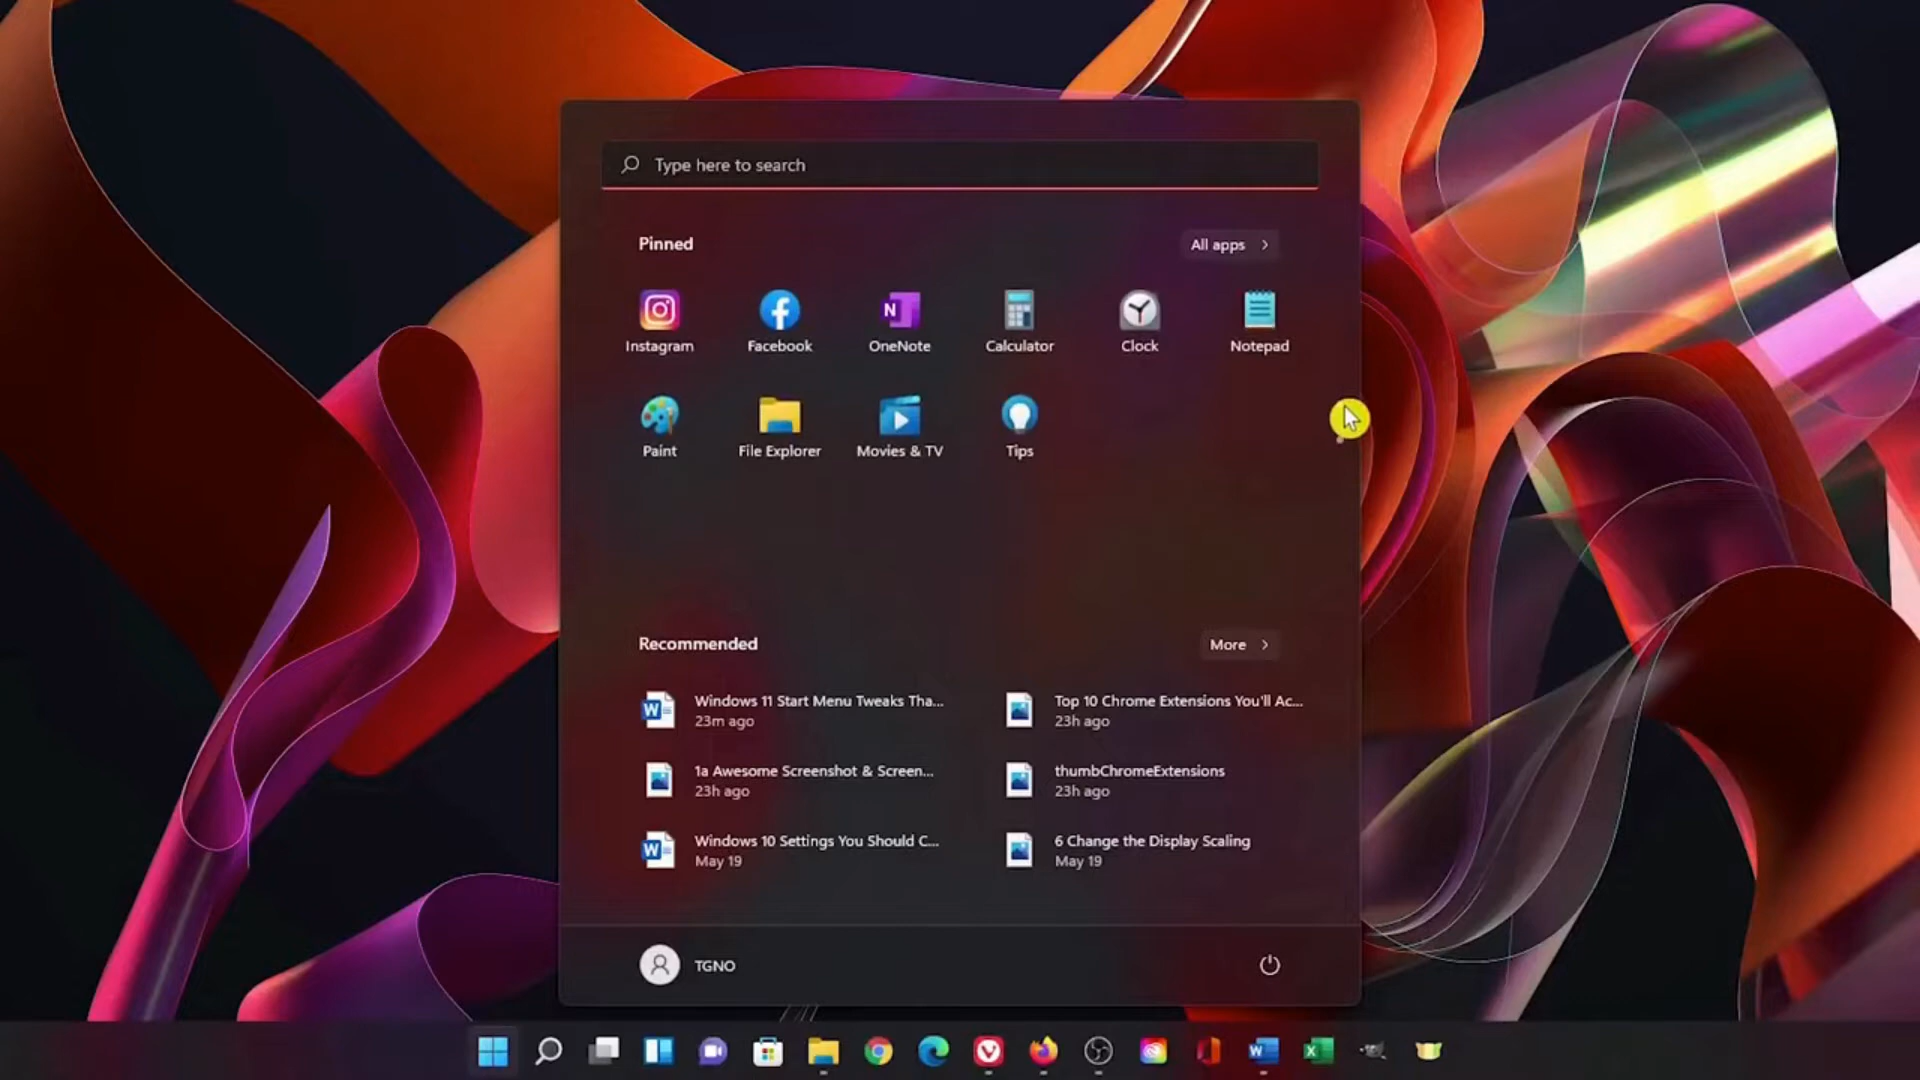 Type here to search
Pinned
All apps
Instagram
Facebook
OneNote
Calculator
Clock
Notepad
Paint
File Explorer
Movies & TV
Tips
Recommended
More
Windows 11 Start Menu Tweaks Tha...
23m ago
Top 10 Chrome Extensions You'll Ac...
23h ago
1a Awesome Screenshot & Screen...
23h ago
thumbChromeExtensions
23h ago
Windows 10 Settings You Should C...
May 19
6 Change the Display Scaling
May 19
TGNO